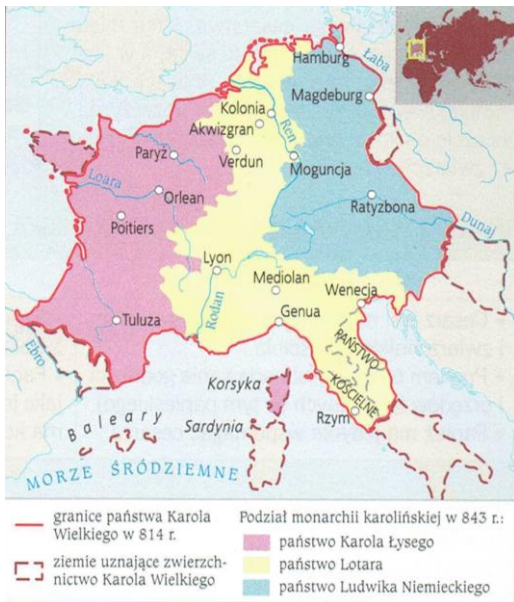 Hamburg
Łaba
Magdeburg
Kolonia
Akwizgran
Ren
Paryż
Verdun
Moguncja
Loara
Orlean
Ratyzbona
Poitiers
Dunaj
Lyon
Mediolan
Wenecja
Rodan
Genua
Tuluza
PAŃSTWO
KOŚCIELNE
Ebro
Korsyka
Rzym
Baleary
Sardynia
MORZE ŚRÓDZIEMNE
granice państwa Karola
Wielkiego w 814 r.
ziemie uznające zwierzch-
nictwo Karola Wielkiego
Podział monarchii karolińskiej w 843 r.:
państwo Karola Łysego
państwo Lotara
państwo Ludwika Niemieckiego